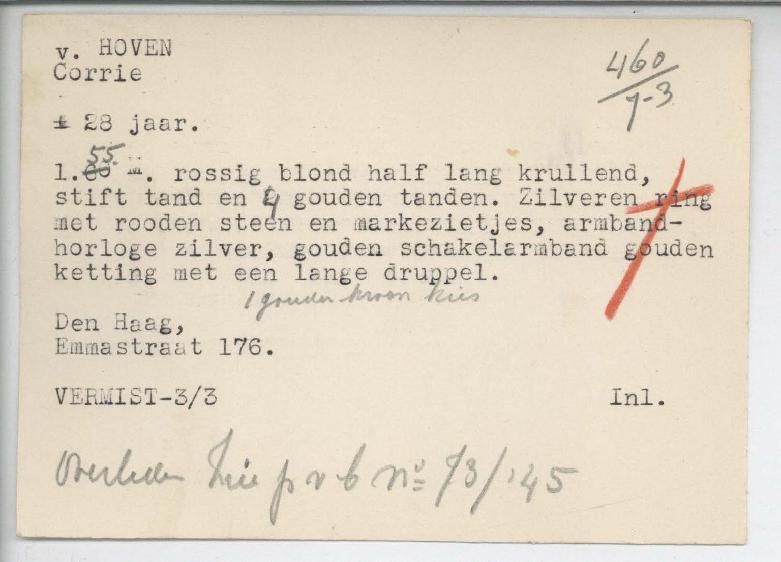 v. HOVEN
Corrie
460
7-3
± 28 jaar.
55.
1.60 M. rossig blond half lang krullend,
stift tand en 4 gouden tanden. Zilveren ring
met rooden steen en markezietjes, armband-
horloge zilver, gouden schakelarmband gouden
ketting met een lange druppel.
1 gouden kroon kies
Den Haag,
Emmastraat 176.
VERMIST-3/3 Inl.
Overleden Zie p v b No 73/'45